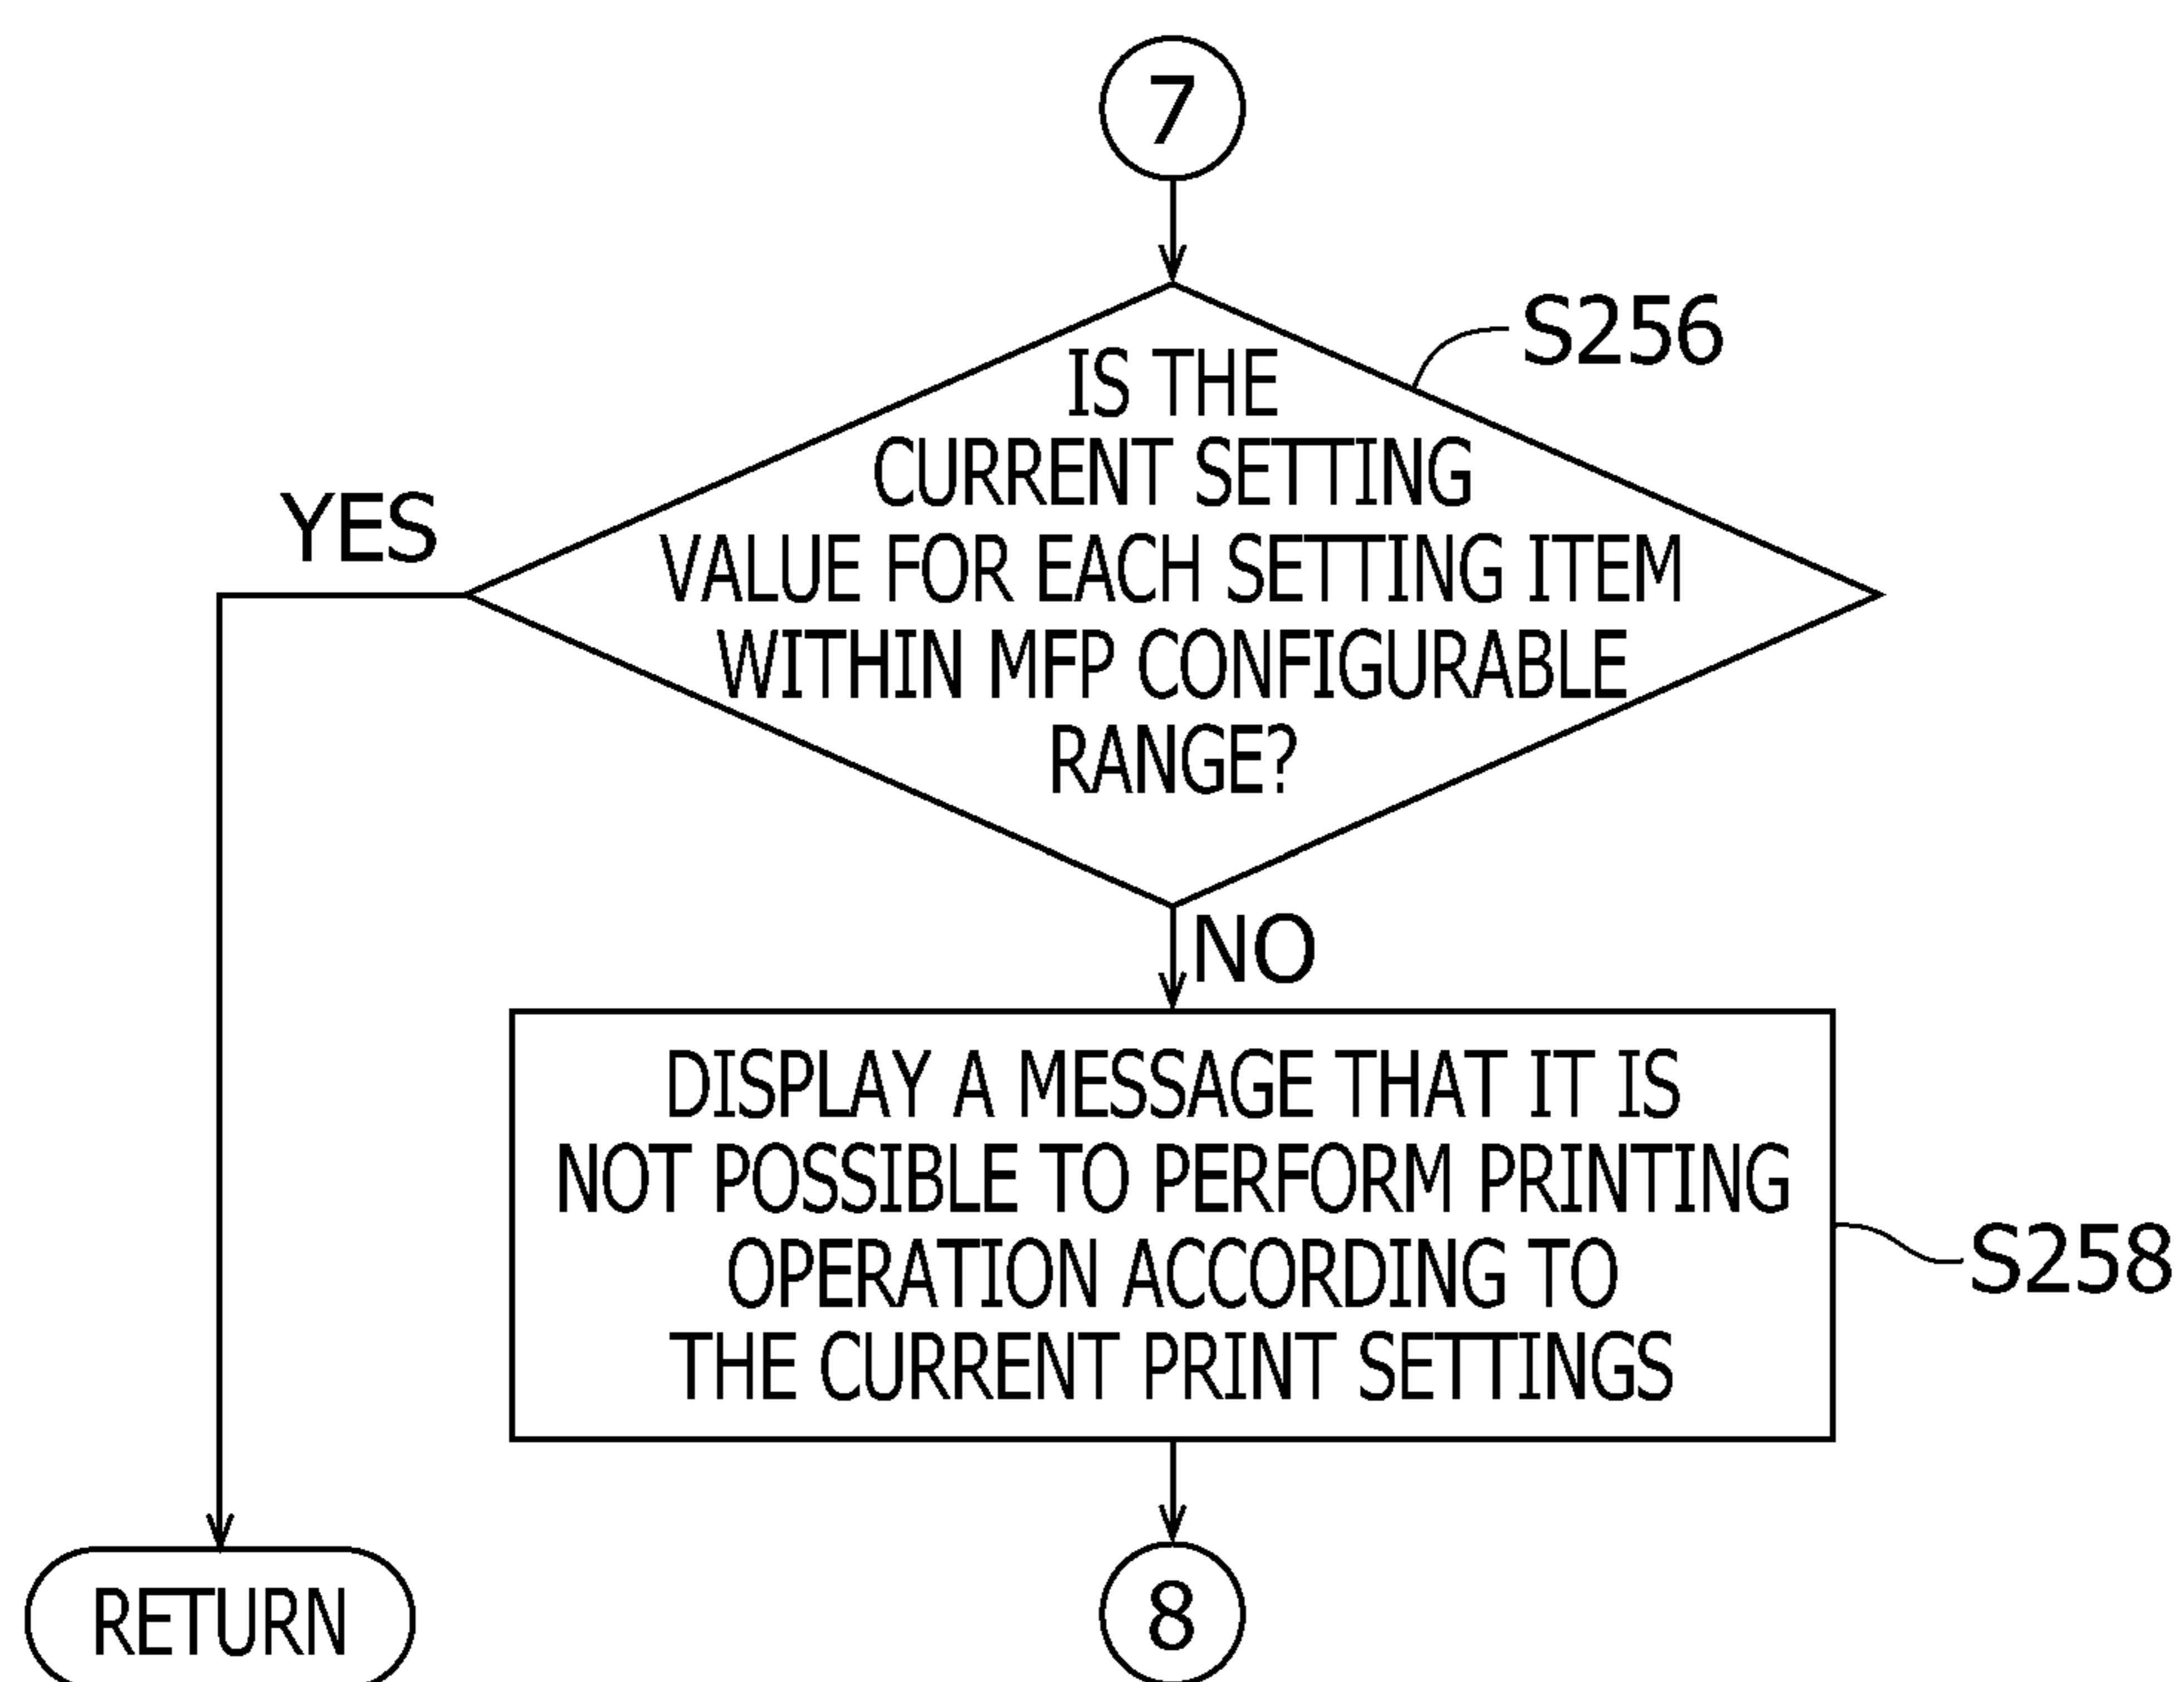 7
S256
IS THE
CURRENT SETTING
VALUE FOR EACH SETTING ITEM
WITHIN MFP CONFIGURABLE
RANGE?
YES
NO
DISPLAY A MESSAGE THAT IT IS
NOT POSSIBLE TO PERFORM PRINTING
OPERATION ACCORDING TO
THE CURRENT PRINT SETTINGS
S258
RETURN
8